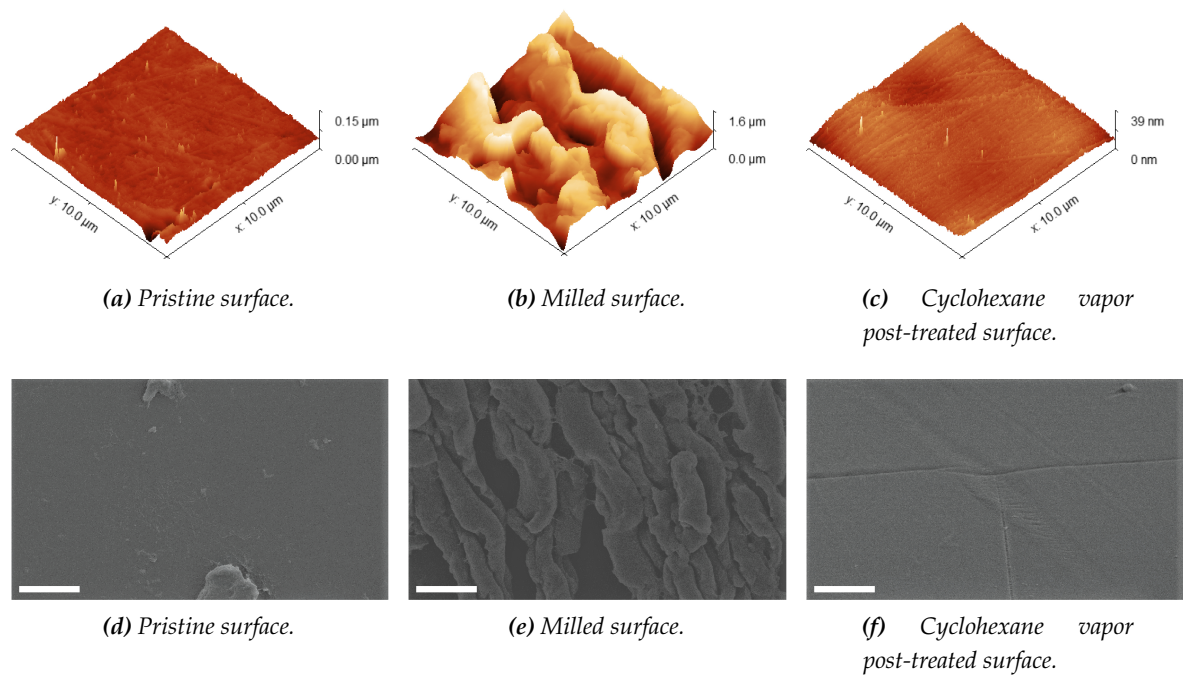 0.15 µm
0.00 µm
y: 10.0 µm
x: 10.0 µm
1.6 µm
0.0 µm
y: 10.0 µm
x: 10.0 µm
39 nm
0 nm
y: 10.0 µm
x: 10.0 µm
(a) Pristine surface.
(b) Milled surface.
(c) Cyclohexane vapor
post-treated surface.
(d) Pristine surface.
(e) Milled surface.
(f) Cyclohexane vapor
post-treated surface.